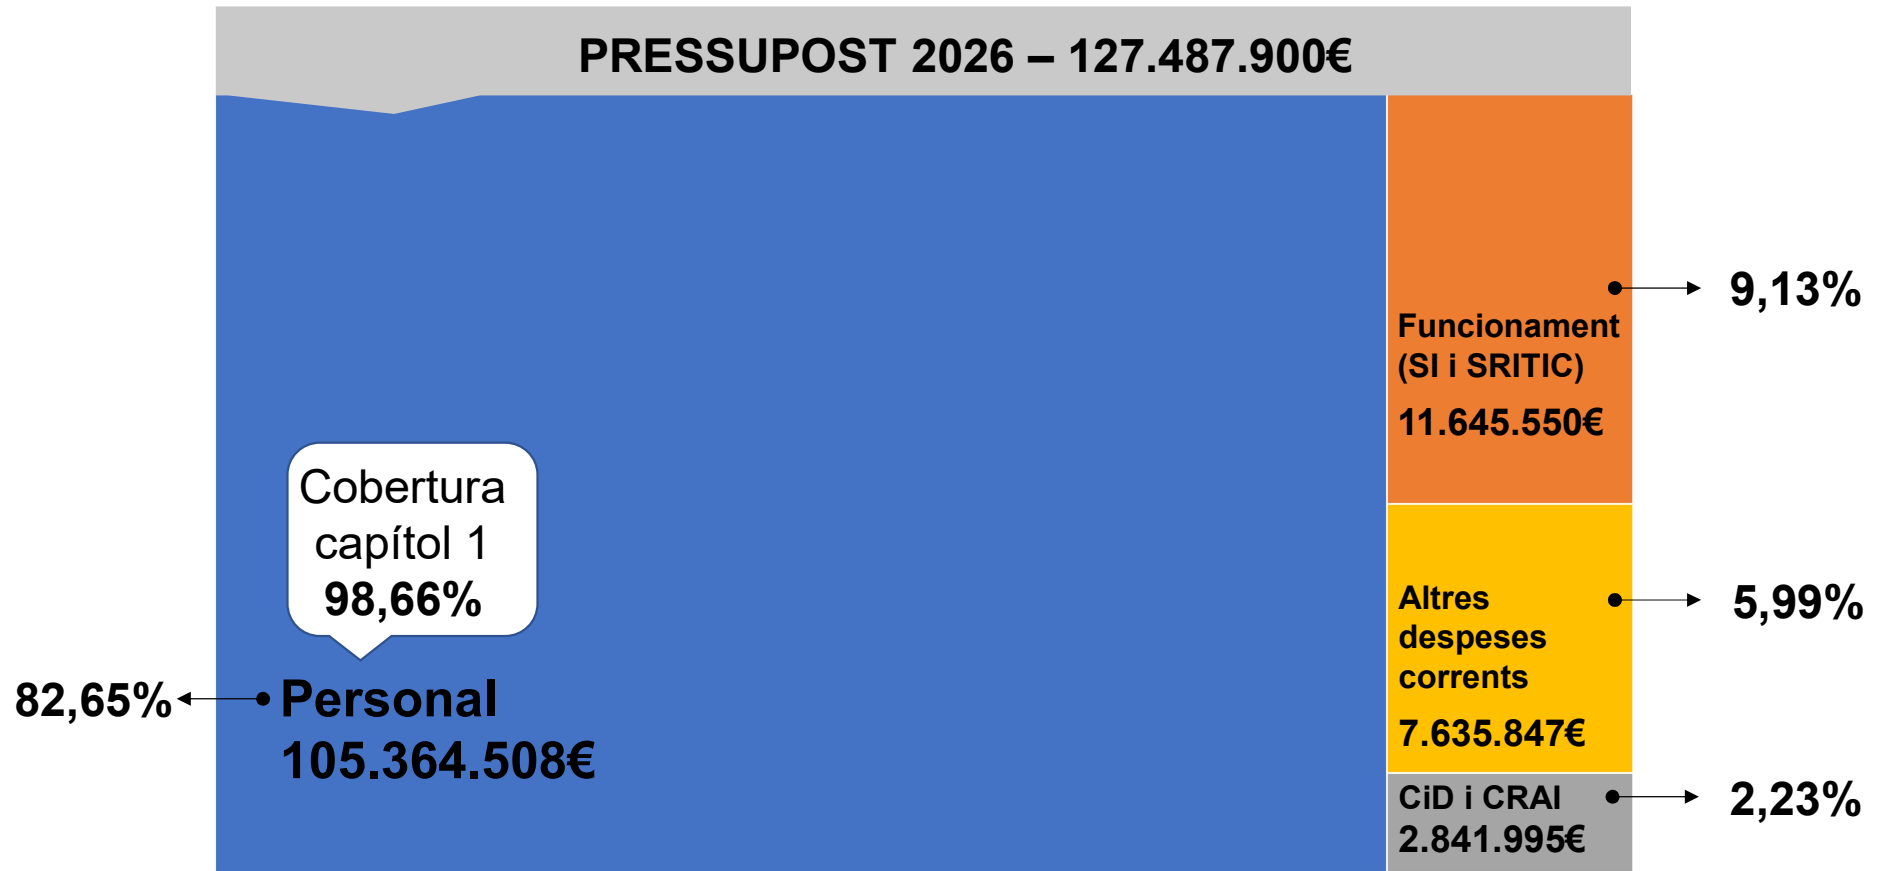 PRESSUPOST 2026 – 127.487.900€
9,13%
Funcionament
(SI i SRITIC)
11.645.550€
Cobertura
capítol 1
98,66%
82,65%
Personal
105.364.508€
Altres
despeses
corrents
7.635.847€
5,99%
CiD i CRAI
2.841.995€
2,23%